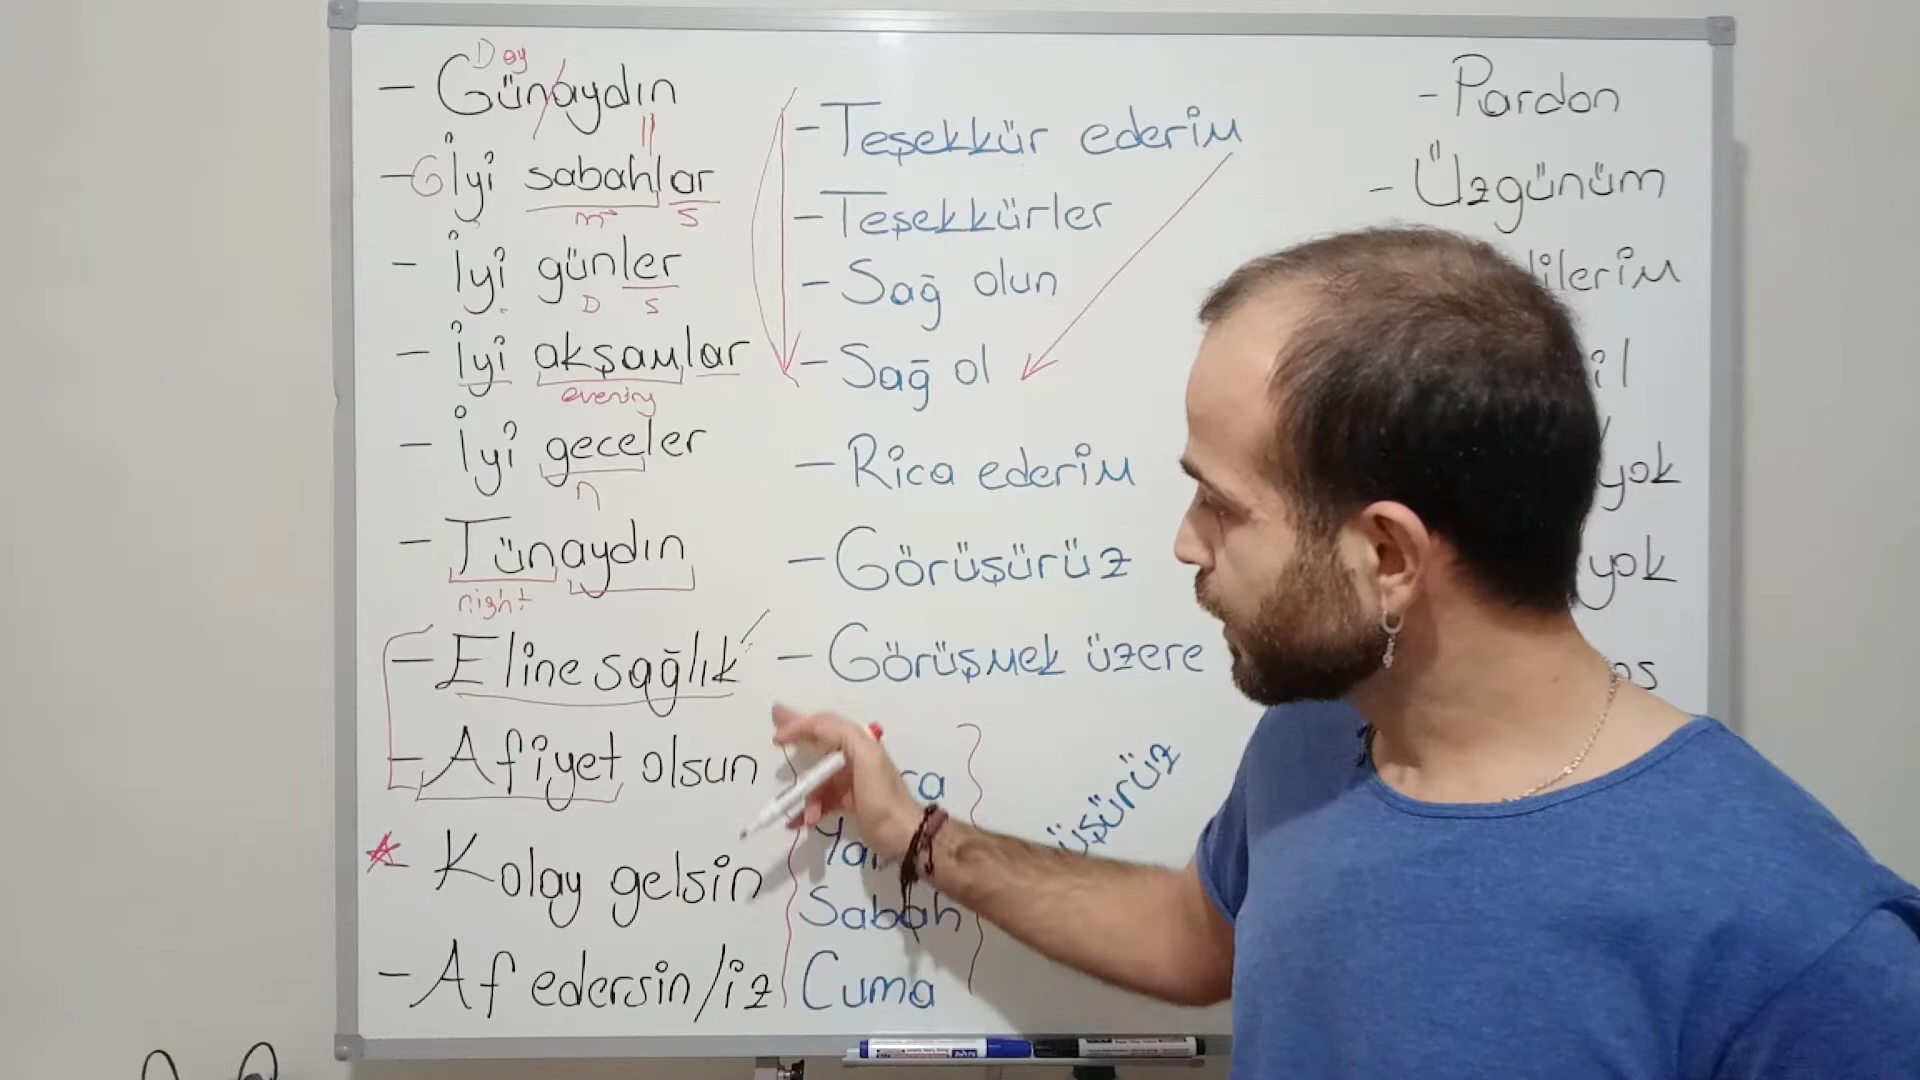 Day
- Günaydın
- G İyi sabahlar
m S
- İyi günler
D S
- İyi akşamlar
evening
- İyi geceler
n
- Tünaydın
night
- Eline sağlık
- Afiyet olsun
- Kolay gelsin
- Af edersin/iz
- Teşekkür ederim
- Teşekkürler
- Sağ olun
- Sağ ol
- Rica ederim
- Görüşürüz
- Görüşmek üzere
Sabah
Cuma
- Pardon
- Üzgünüm
yok
yok